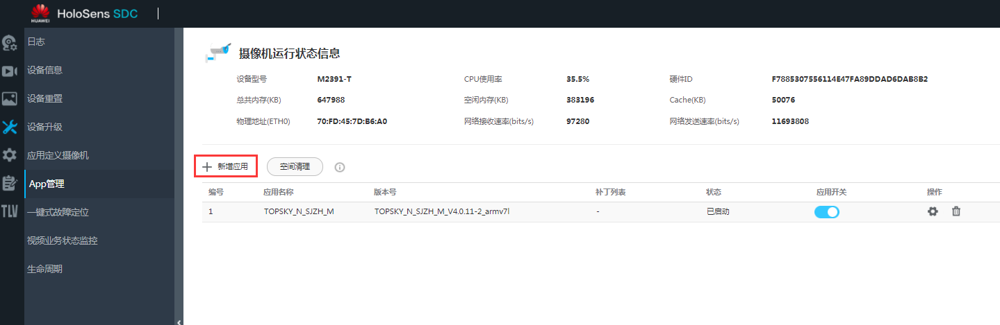 HUAWEI HoloSens SDC
日志
设备信息
设备重置
设备升级
应用定义摄像机
App管理
一键式故障定位
视频业务状态监控
生命周期
TLV
摄像机运行状态信息
设备型号 M2391-T CPU使用率 35.5% 硬件ID F7885307556114E47FA89DDAD6DAB8B2
总共内存(KB) 647988 空闲内存(KB) 383196 Cache(KB) 50076
物理地址(ETH0) 70:FD:45:7D:B6:A0 网络接收速率(bits/s) 97280 网络发送速率(bits/s) 11693808
新增应用 空间清理
编号 应用名称 版本号 补丁列表 状态 应用开关 操作
1 TOPSKY_N_SJZH_M TOPSKY_N_SJZH_M_V4.0.11-2_armv7l - 已启动